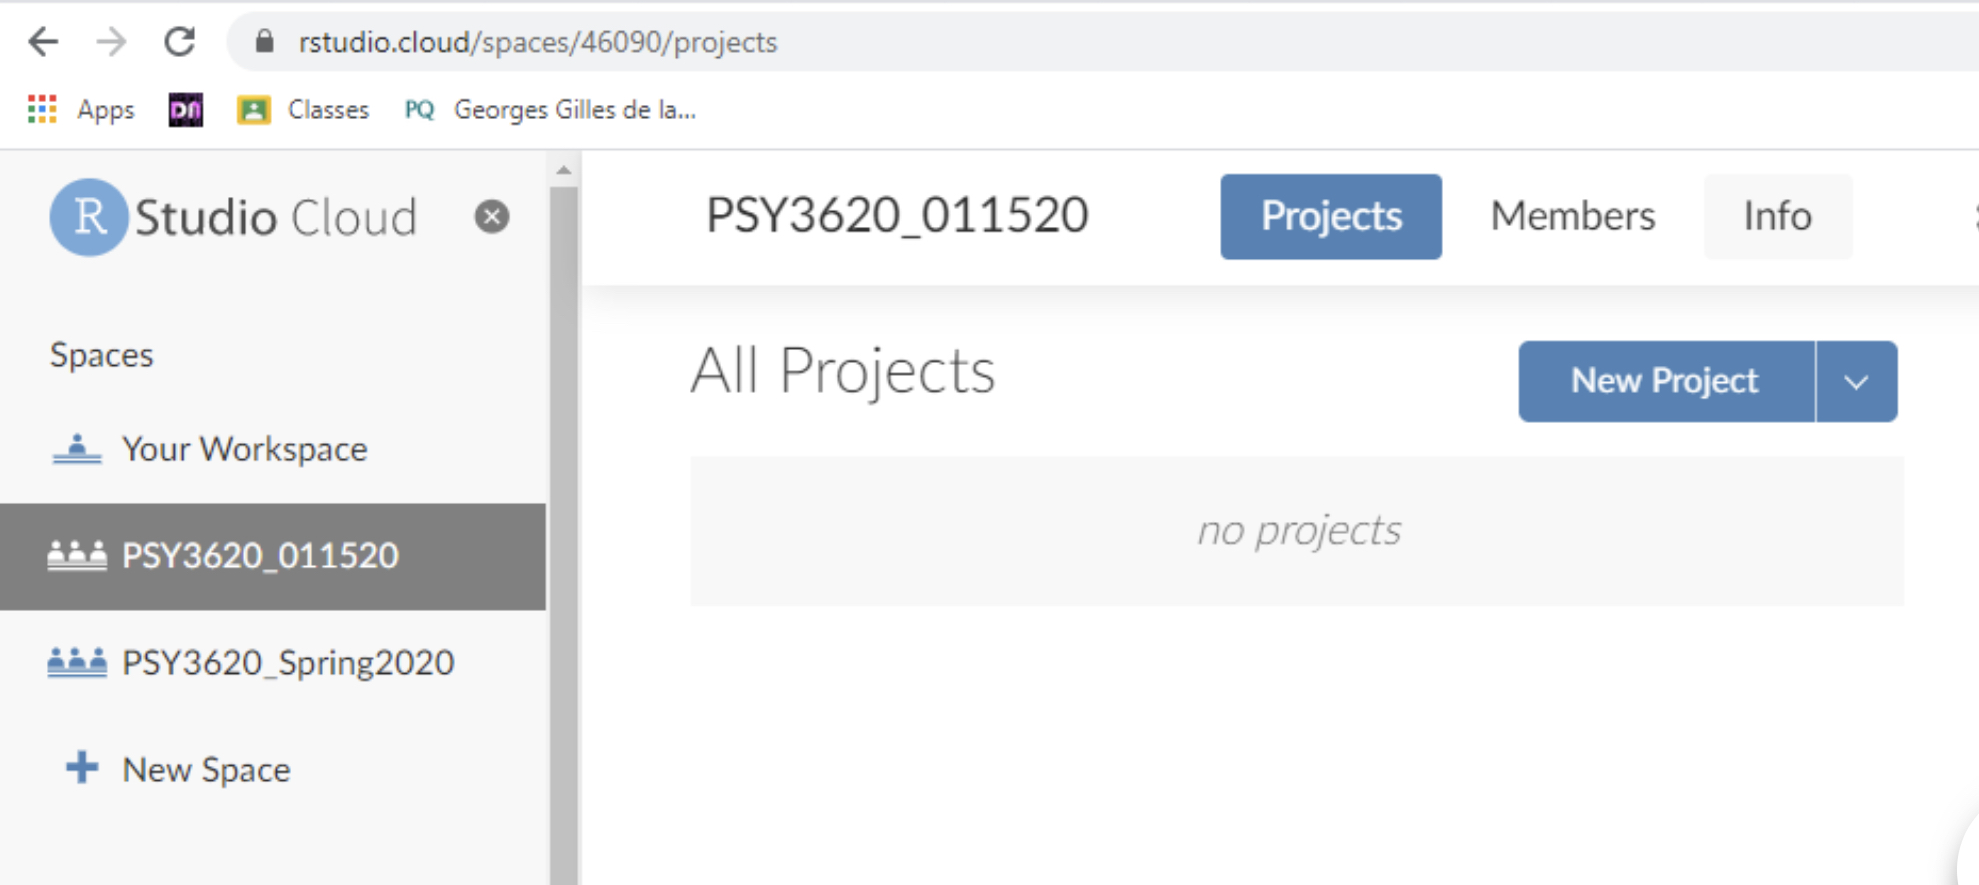 rstudio.cloud/spaces/46090/projects
Apps
DN
Classes
PQ Georges Gilles de la...
R Studio Cloud
PSY3620_011520
Projects
Members
Info
Spaces
Your Workspace
PSY3620_011520
PSY3620_Spring2020
New Space
All Projects
New Project
no projects